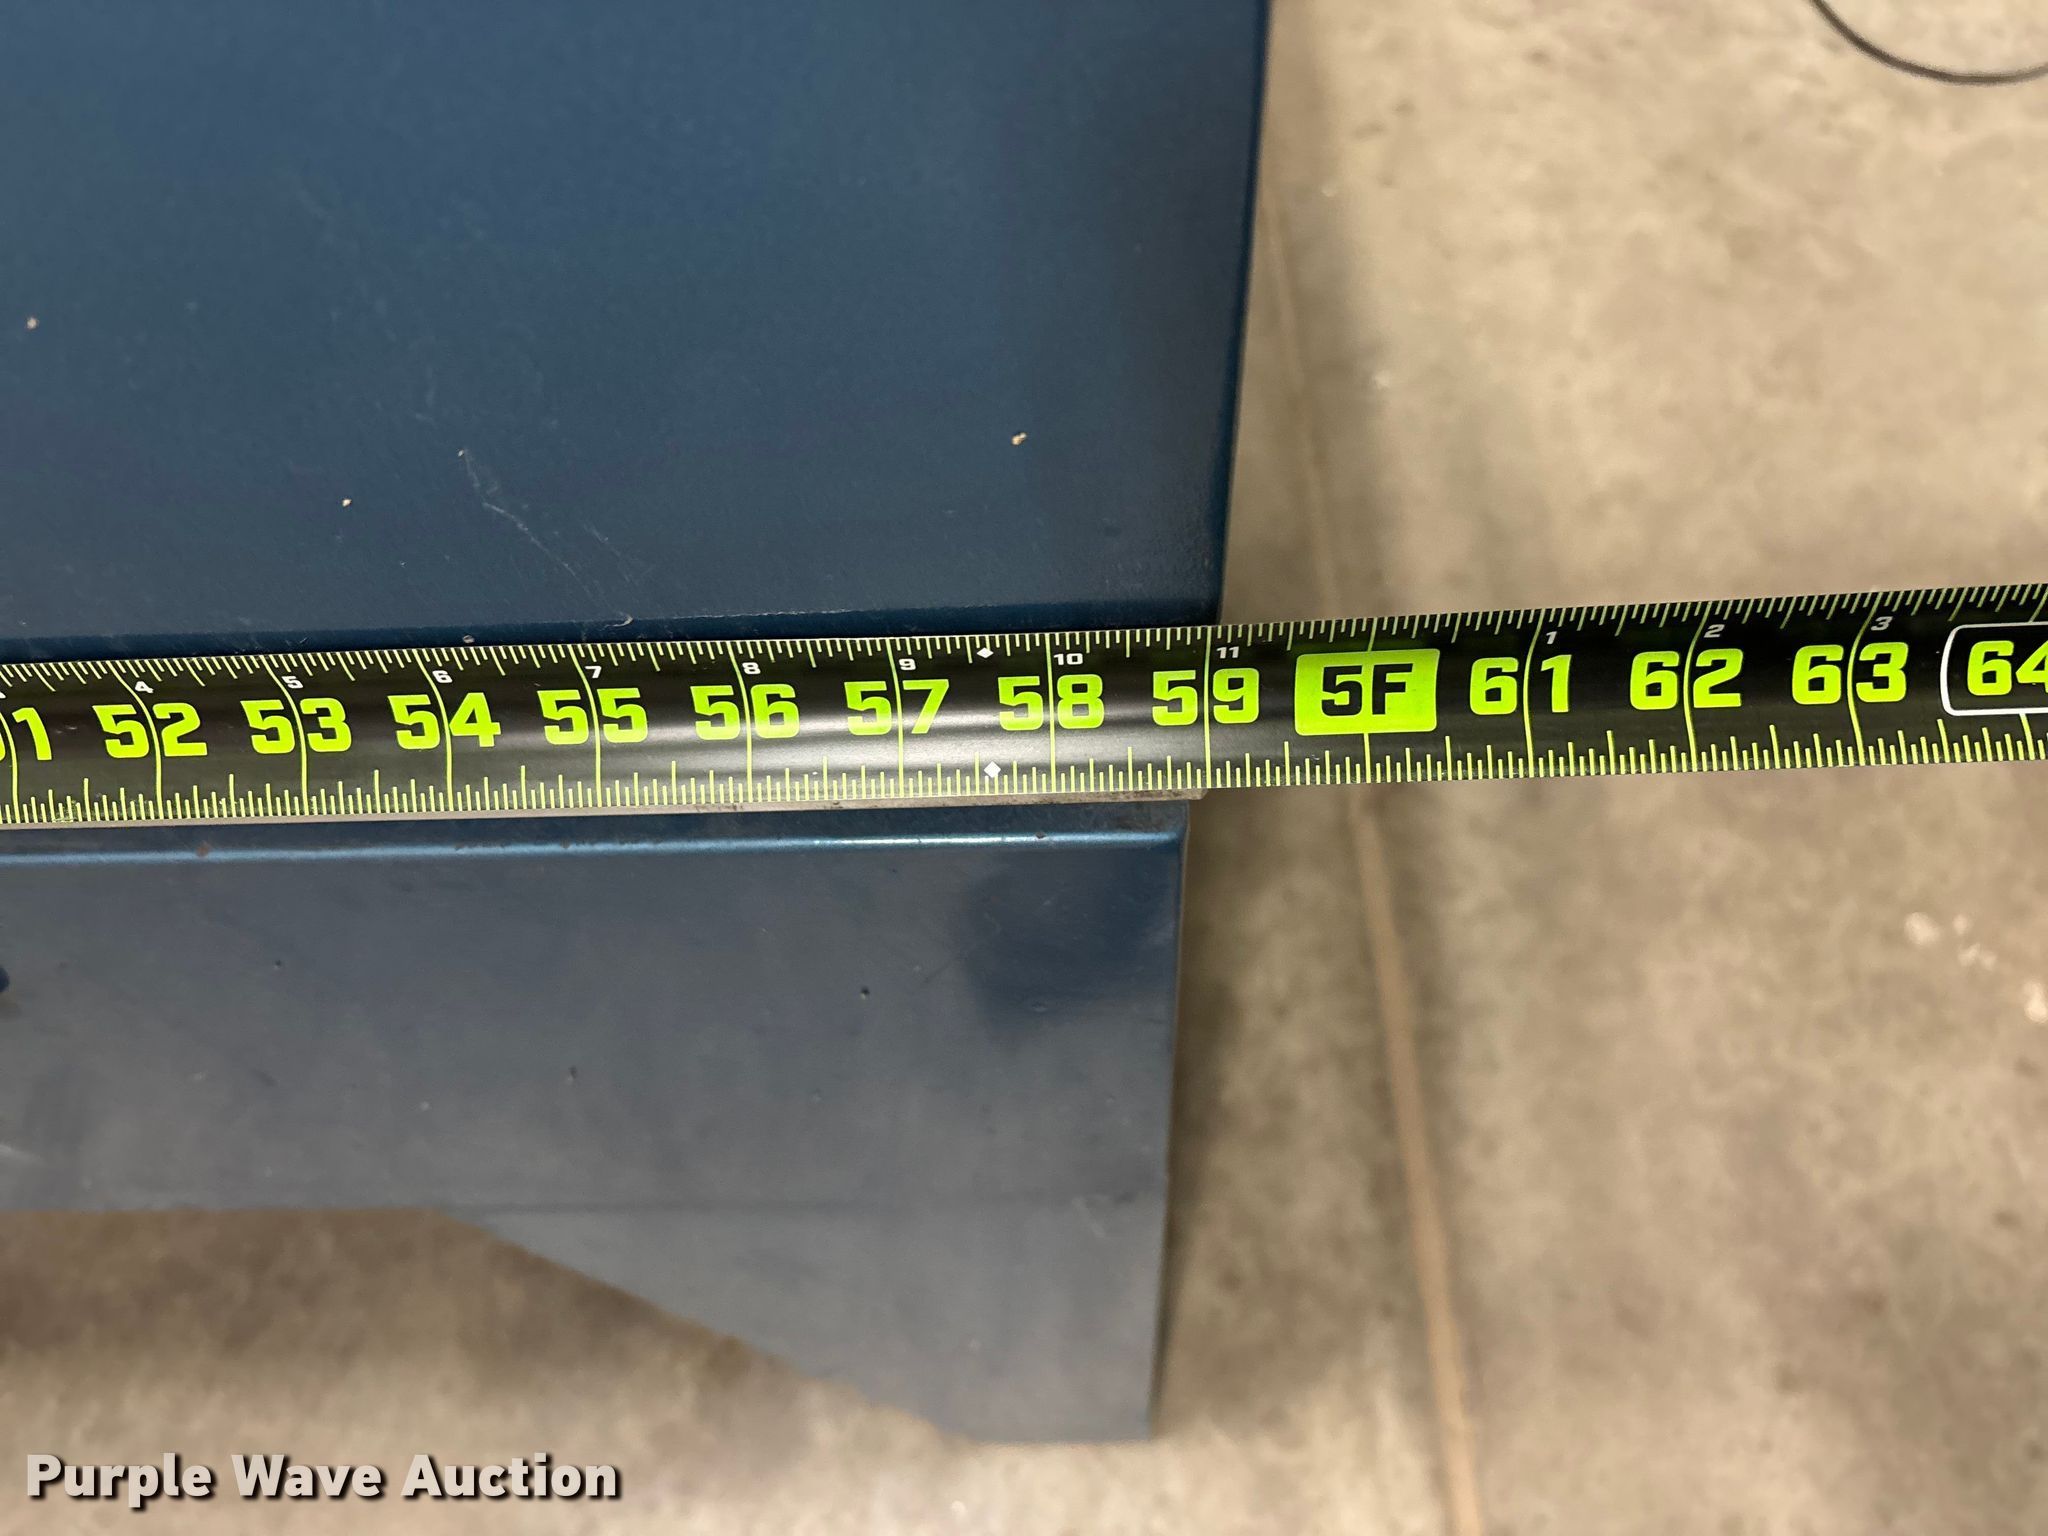 4 5 6 7 8 9 10 11 1 2 3
51 52 53 54 55 56 57 58 59 5F 61 62 63 64
Purple Wave Auction